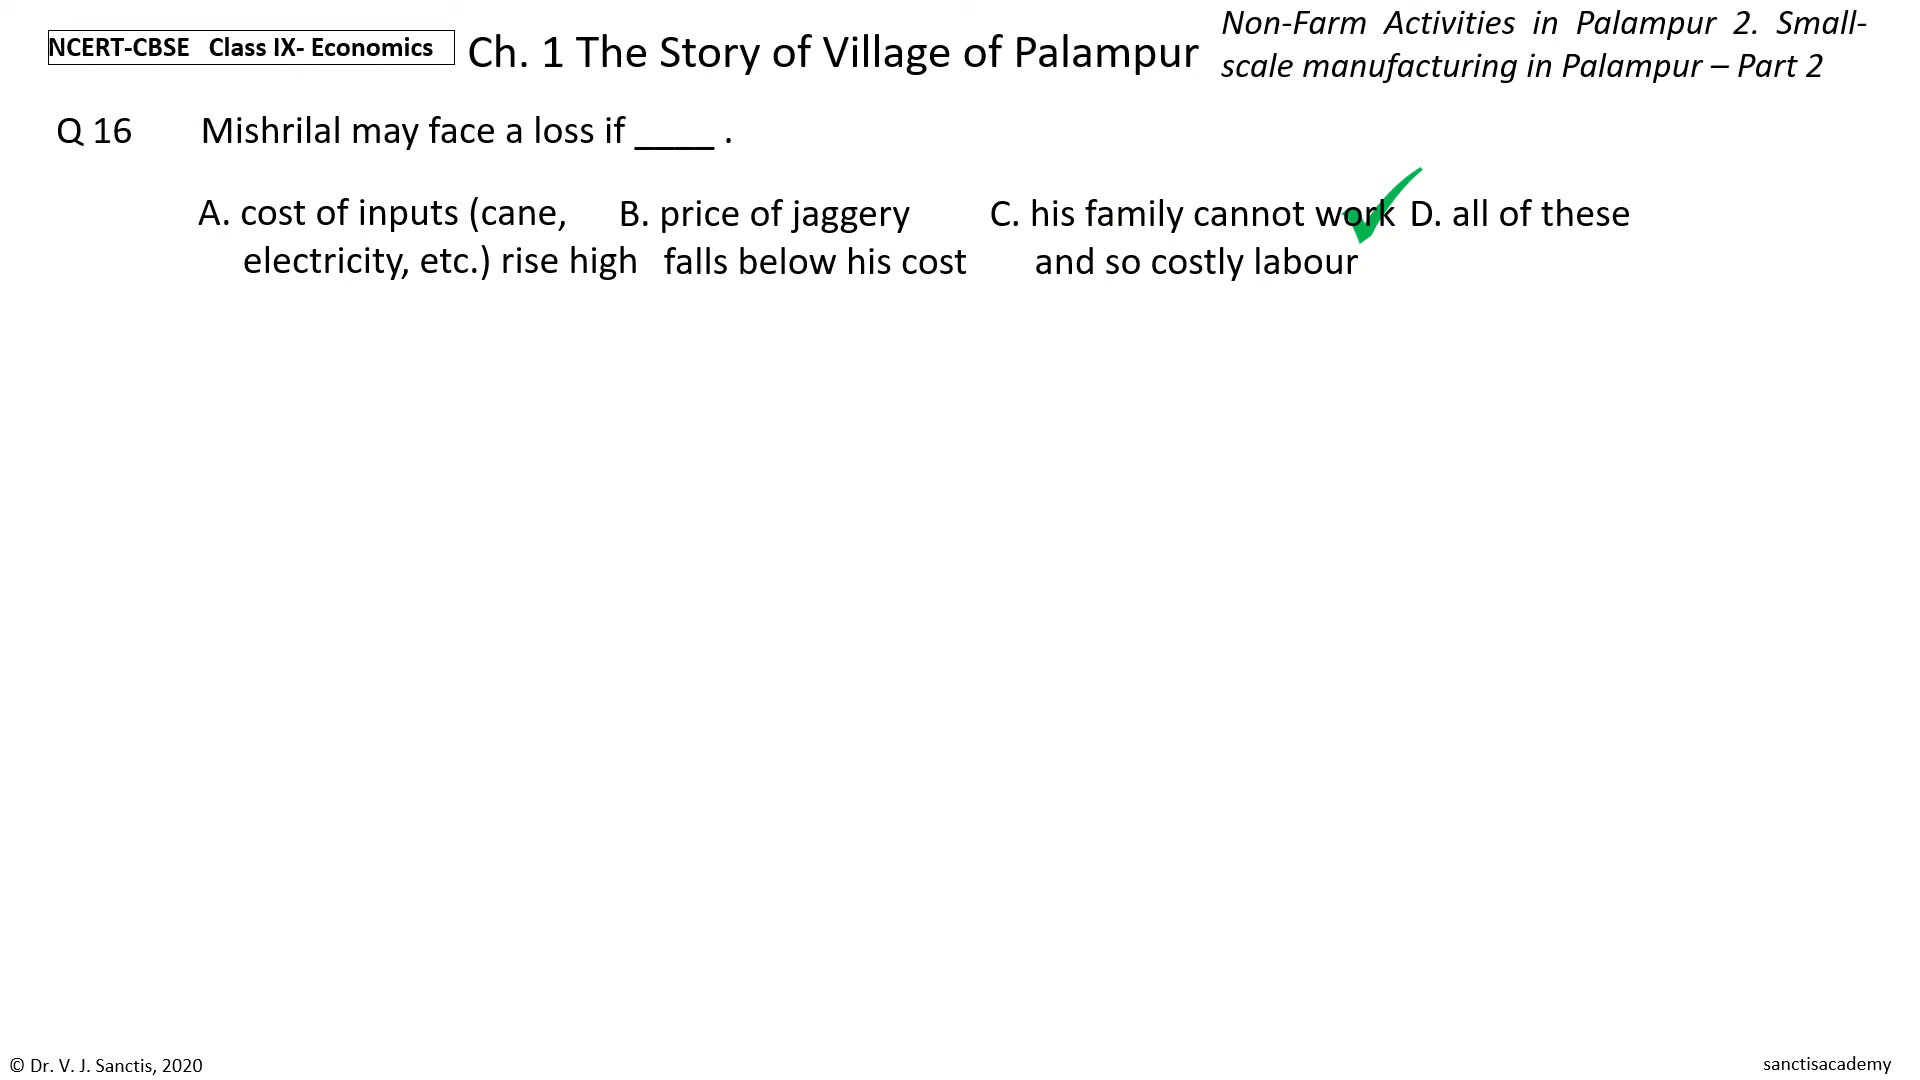 NCERT-CBSE Class IX- Economics
Ch. 1 The Story of Village of Palampur
Non-Farm Activities in Palampur 2. Small-
scale manufacturing in Palampur – Part 2
Q 16 Mishrilal may face a loss if ____ .
A. cost of inputs (cane,
electricity, etc.) rise high
B. price of jaggery
falls below his cost
C. his family cannot work
and so costly labour
D. all of these
© Dr. V. J. Sanctis, 2020
sanctisacademy